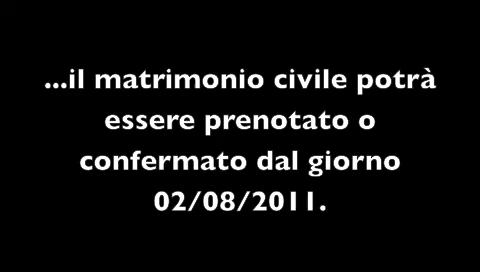 ...il matrimonio civile potrà
essere prenotato o
confermato dal giorno
02/08/2011.